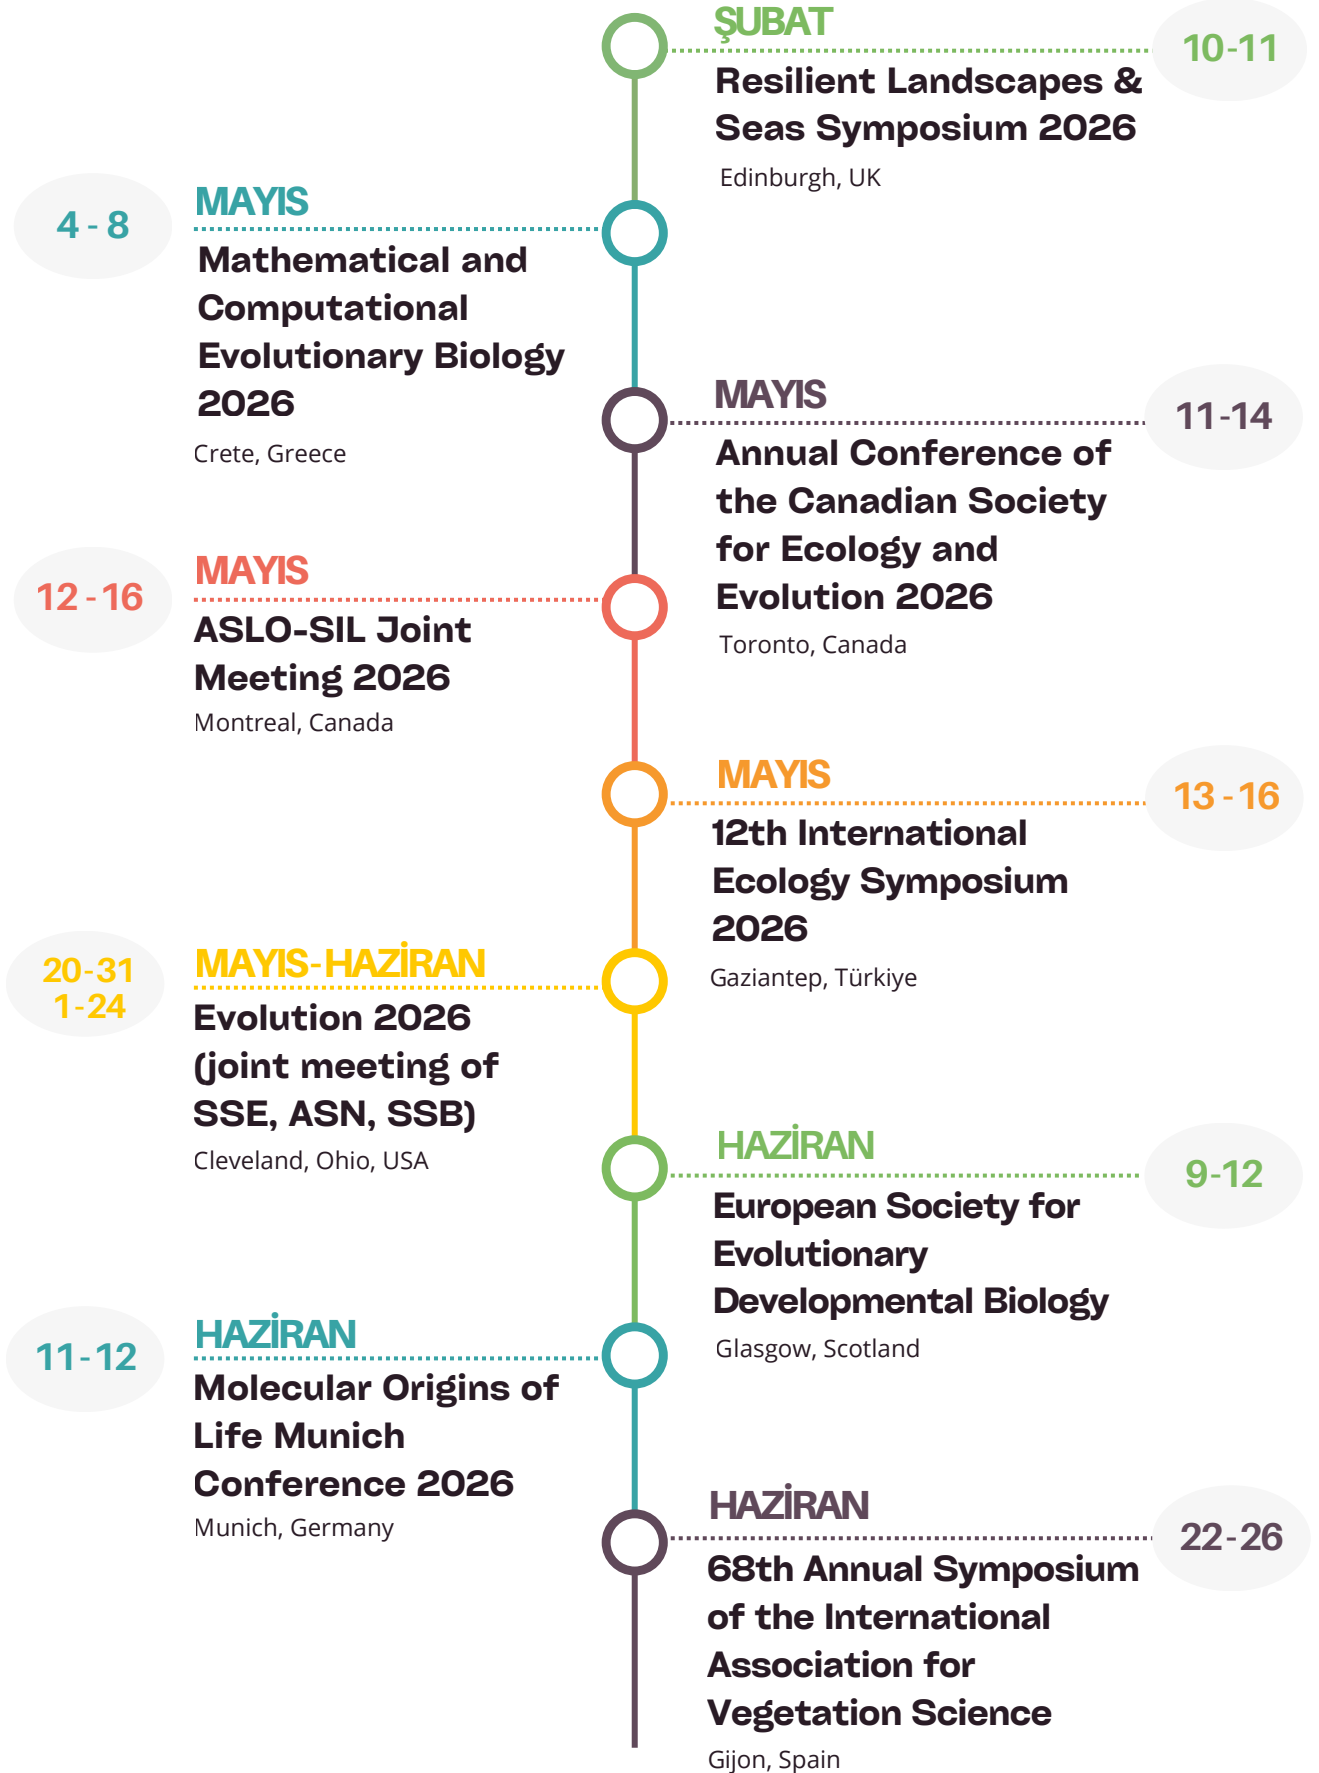 ŞUBAT
10-11
Resilient Landscapes &
Seas Symposium 2026
Edinburgh, UK
4 - 8
MAYIS
Mathematical and
Computational
Evolutionary Biology
2026
Crete, Greece
MAYIS
11-14
Annual Conference of
the Canadian Society
for Ecology and
Evolution 2026
Toronto, Canada
12 - 16
MAYIS
ASLO-SIL Joint
Meeting 2026
Montreal, Canada
MAYIS
13 - 16
12th International
Ecology Symposium
2026
Gaziantep, Türkiye
20-31
1-24
MAYIS-HAZİRAN
Evolution 2026
(joint meeting of
SSE, ASN, SSB)
Cleveland, Ohio, USA
HAZİRAN
9-12
European Society for
Evolutionary
Developmental Biology
Glasgow, Scotland
11-12
HAZİRAN
Molecular Origins of
Life Munich
Conference 2026
Munich, Germany
HAZİRAN
22-26
68th Annual Symposium
of the International
Association for
Vegetation Science
Gijon, Spain